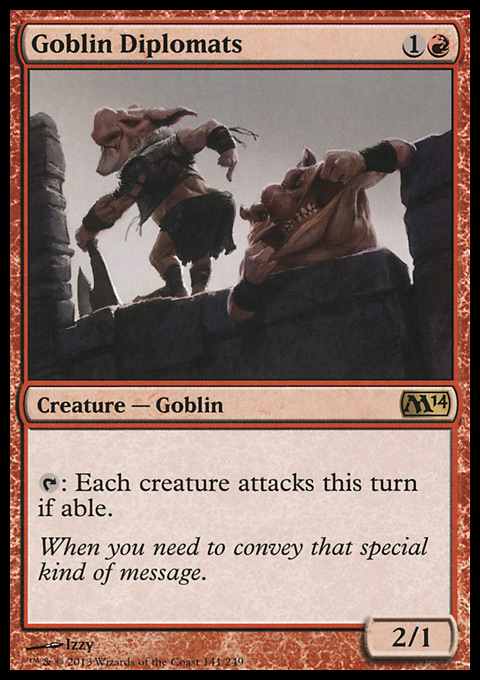 Goblin Diplomats 1
Creature — Goblin M14
: Each creature attacks this turn
if able.
When you need to convey that special
kind of message.
2/1
Izzy
™ & © 2013 Wizards of the Coast 141/249